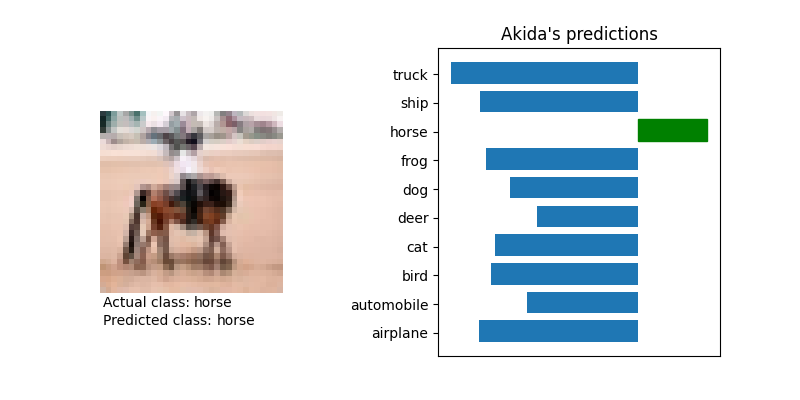 Akida's predictions
truck
ship
horse
frog
dog
deer
cat
bird
automobile
airplane
Actual class: horse
Predicted class: horse